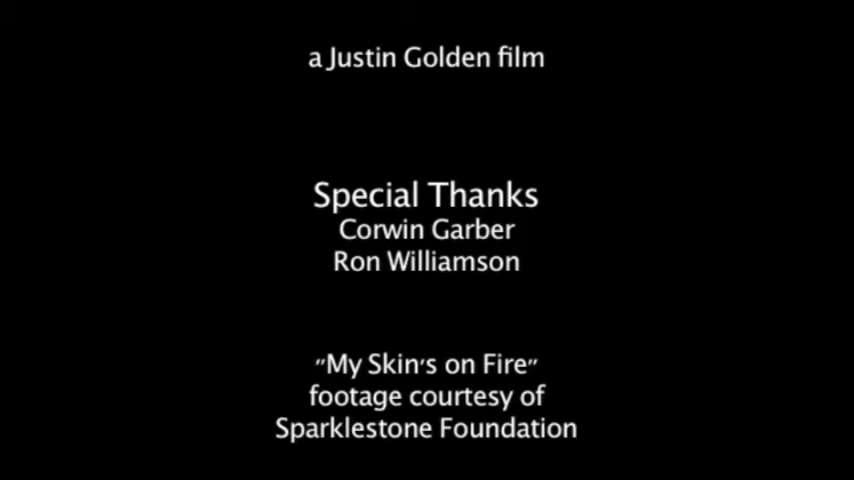 a Justin Golden film
Special Thanks
Corwin Garber
Ron Williamson
"My Skin's on Fire"
footage courtesy of
Sparklestone Foundation